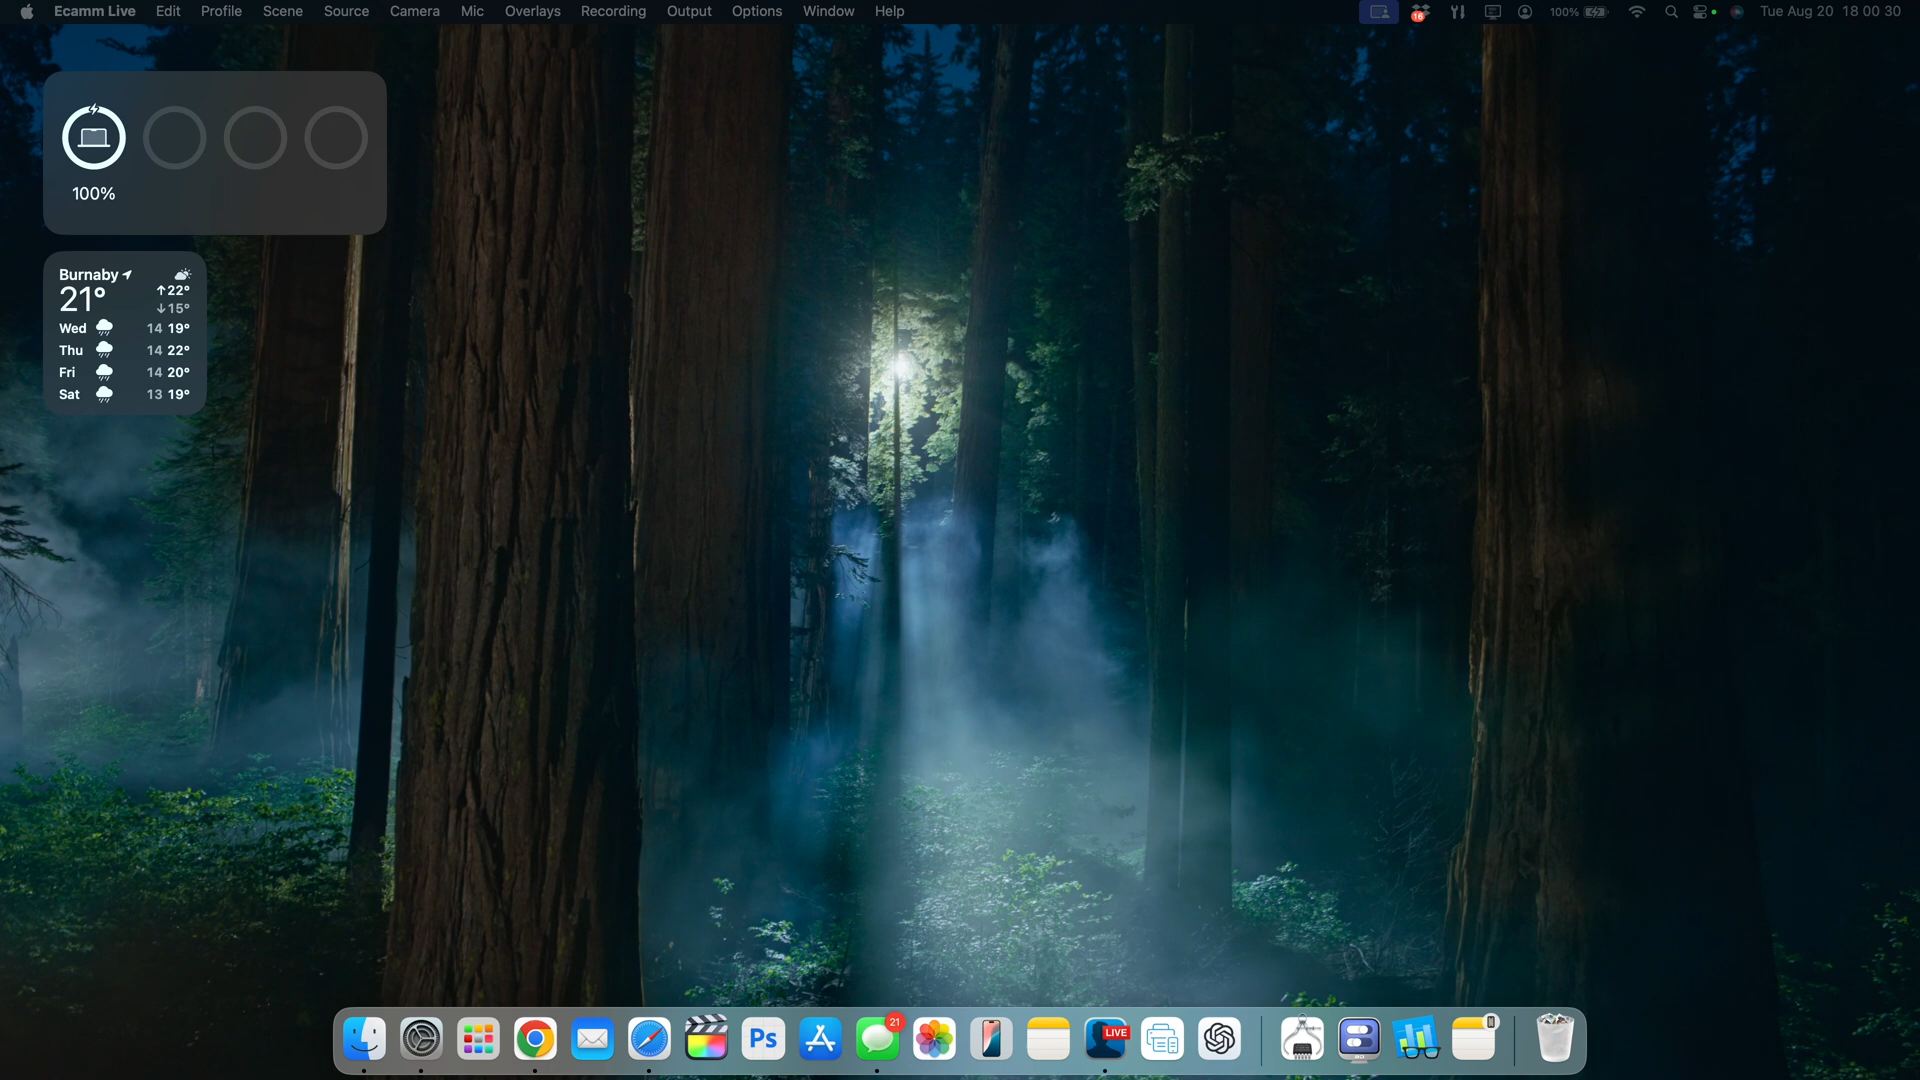 Ecamm Live Edit Profile Scene Source Camera Mic Overlays Recording Output Options Window Help 16 100% Tue Aug 20 18 00 30
100%
Burnaby
21° ↑22°
↓15°
Wed 14 19°
Thu 14 22°
Fri 14 20°
Sat 13 19°
21
Ps LIVE